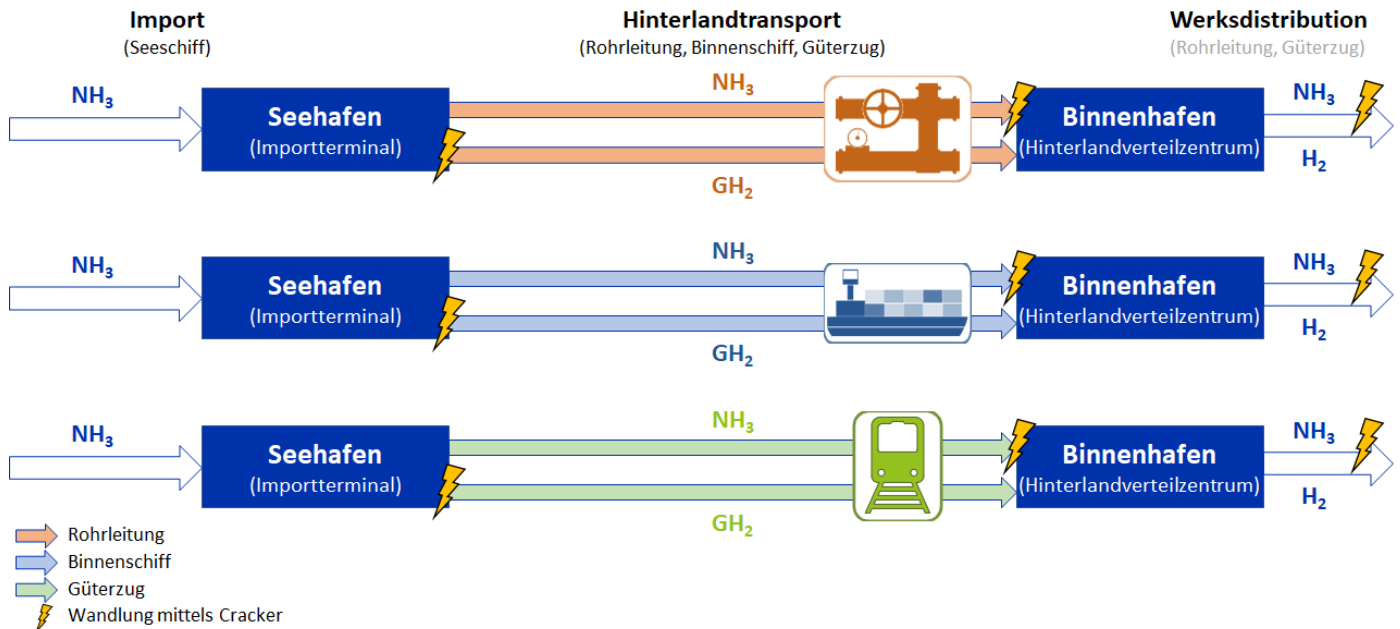 Import
(Seeschiff)
Hinterlandtransport
(Rohrleitung, Binnenschiff, Güterzug)
Werksdistribution
(Rohrleitung, Güterzug)
NH₃
Seehafen
(Importterminal)
NH₃
GH₂
Binnenhafen
(Hinterlandverteilzentrum)
NH₃
H₂
NH₃
Seehafen
(Importterminal)
NH₃
GH₂
Binnenhafen
(Hinterlandverteilzentrum)
NH₃
H₂
NH₃
Seehafen
(Importterminal)
NH₃
GH₂
Binnenhafen
(Hinterlandverteilzentrum)
NH₃
H₂
Rohrleitung
Binnenschiff
Güterzug
Wandlung mittels Cracker